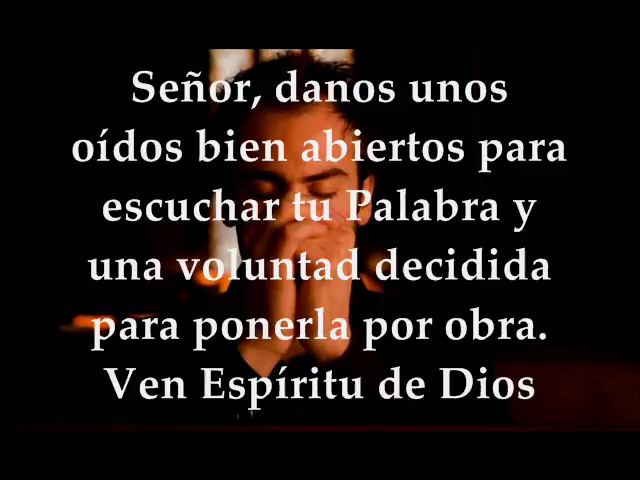 Señor, danos unos
oídos bien abiertos para
escuchar tu Palabra y
una voluntad decidida
para ponerla por obra.
Ven Espíritu de Dios